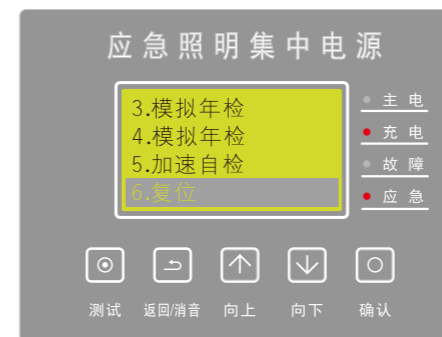 应急照明集中电源
3.模拟年检
4.模拟年检
5.加速自检
6.复位
主电
充电
故障
应急
测试
返回/消音
向上
向下
确认